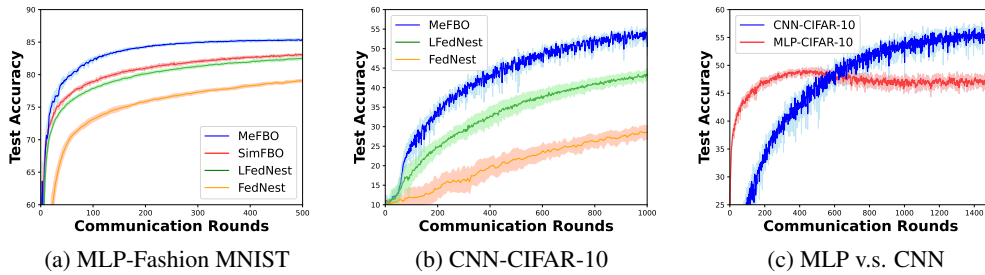 90
85
80
75
70
65
60
Test Accuracy
MeFBO
SimFBO
LFedNest
FedNest
0 100 200 300 400 500
Communication Rounds
(a) MLP-Fashion MNIST
60
55
50
45
40
35
30
25
20
15
10
Test Accuracy
MeFBO
LFedNest
FedNest
0 200 400 600 800 1000
Communication Rounds
(b) CNN-CIFAR-10
60
55
50
45
40
35
30
25
Test Accuracy
CNN-CIFAR-10
MLP-CIFAR-10
0 200 400 600 800 1000 1200 1400
Communication Rounds
(c) MLP v.s. CNN